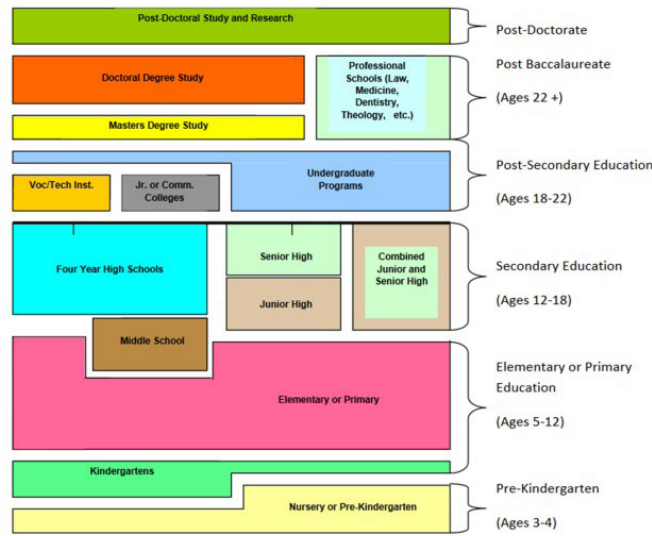 Post-Doctoral Study and Research
Post-Doctorate
Doctoral Degree Study
Professional
Schools (Law,
Medicine,
Dentistry,
Theology, etc.)
Masters Degree Study
Post Baccalaureate
(Ages 22 +)
Undergraduate
Programs
Voc/Tech Inst.
Jr. or Comm.
Colleges
Post-Secondary Education
(Ages 18-22)
Four Year High Schools
Senior High
Junior High
Combined
Junior and
Senior High
Secondary Education
(Ages 12-18)
Middle School
Elementary or Primary
Elementary or Primary
Education
(Ages 5-12)
Kindergartens
Nursery or Pre-Kindergarten
Pre-Kindergarten
(Ages 3-4)